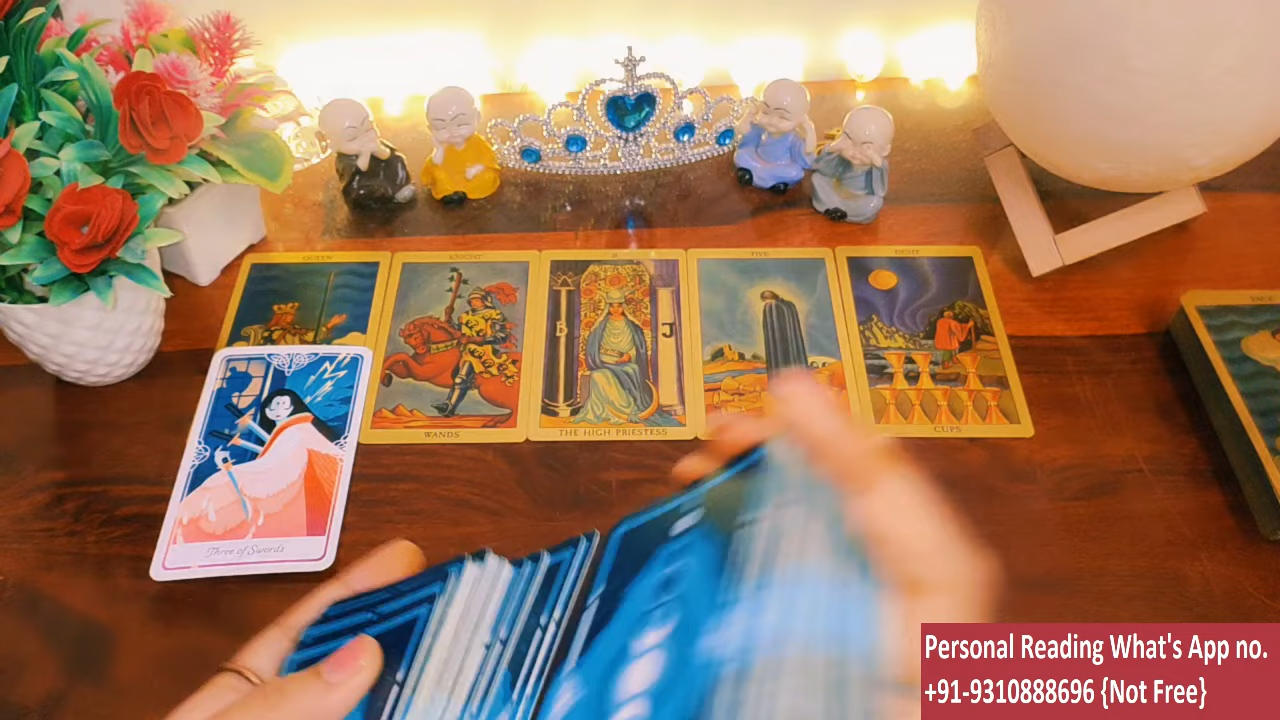 QUEEN
KNIGHT
II
FIVE
EIGHT
B
J
WANDS
THE HIGH PRIESTESS
CUPS
Three of Swords
Personal Reading What's App no.
+91-9310888696 {Not Free}